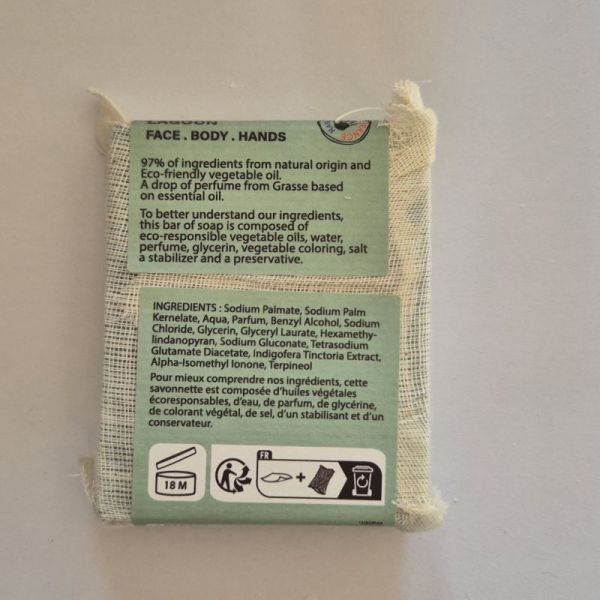 LAGOON
FACE . BODY . HANDS
97% of ingredients from natural origin and
Eco-friendly vegetable oil.
A drop of perfume from Grasse based
on essential oil.
To better understand our ingredients,
this bar of soap is composed of
eco-responsible vegetable oils, water,
perfume, glycerin, vegetable coloring, salt
a stabilizer and a preservative.
INGREDIENTS : Sodium Palmate, Sodium Palm
Kernelate, Aqua, Parfum, Benzyl Alcohol, Sodium
Chloride, Glycerin, Glyceryl Laurate, Hexamethy-
lindanopyran, Sodium Gluconate, Tetrasodium
Glutamate Diacetate, Indigofera Tinctoria Extract,
Alpha-Isomethyl Ionone, Terpineol
Pour mieux comprendre nos ingrédients, cette
savonnette est composée d'huiles végétales
écoresponsables, d'eau, de parfum, de glycérine,
de colorant végétal, de sel, d'un stabilisant et d'un
conservateur.
18 M
FR
+